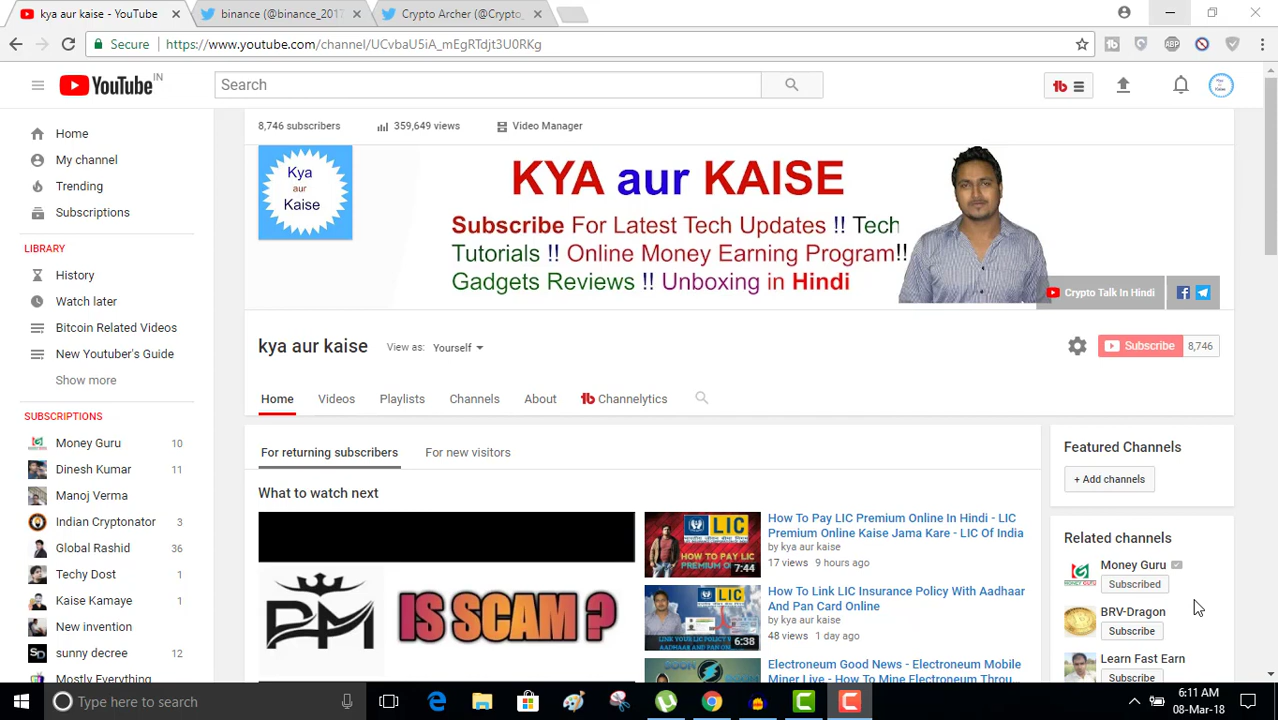 kya aur kaise - YouTube
binance (@binance_2017
Crypto Archer (@Crypto_
Secure
https://www.youtube.com/channel/UCvbaU5iA_mEgRTdjt3U0RKg
ABP
YouTube IN
Search
tb
8,746 subscribers
359,649 views
Video Manager
Home
My channel
Trending
Subscriptions
LIBRARY
History
Watch later
Bitcoin Related Videos
New Youtuber's Guide
Show more
SUBSCRIPTIONS
Money Guru 10
Dinesh Kumar 11
Manoj Verma
Indian Cryptonator 3
Global Rashid 36
Techy Dost 1
Kaise Kamaye 1
New invention
sunny decree 12
Mostly Everything
Kya
aur
Kaise
KYA aur KAISE
Subscribe For Latest Tech Updates !! Tech
Tutorials !! Online Money Earning Program!!
Gadgets Reviews !! Unboxing in Hindi
Crypto Talk In Hindi
kya aur kaise
View as: Yourself
Subscribe 8,746
Home Videos Playlists Channels About Channelytics
For returning subscribers
For new visitors
What to watch next
IS SCAM ?
LIC
HOW TO PAY LIC
PREMIUM
7:44
How To Pay LIC Premium Online In Hindi - LIC
Premium Online Kaise Jama Kare - LIC Of India
by kya aur kaise
17 views 9 hours ago
LIC
6:38
How To Link LIC Insurance Policy With Aadhaar
And Pan Card Online
by kya aur kaise
48 views 1 day ago
Electroneum Good News - Electroneum Mobile
Miner Live - How To Mine Electroneum Throu...
Featured Channels
+ Add channels
Related channels
Money Guru
Subscribed
BRV-Dragon
Subscribe
Learn Fast Earn
Subscribe
Type here to search
6:11 AM
08-Mar-18